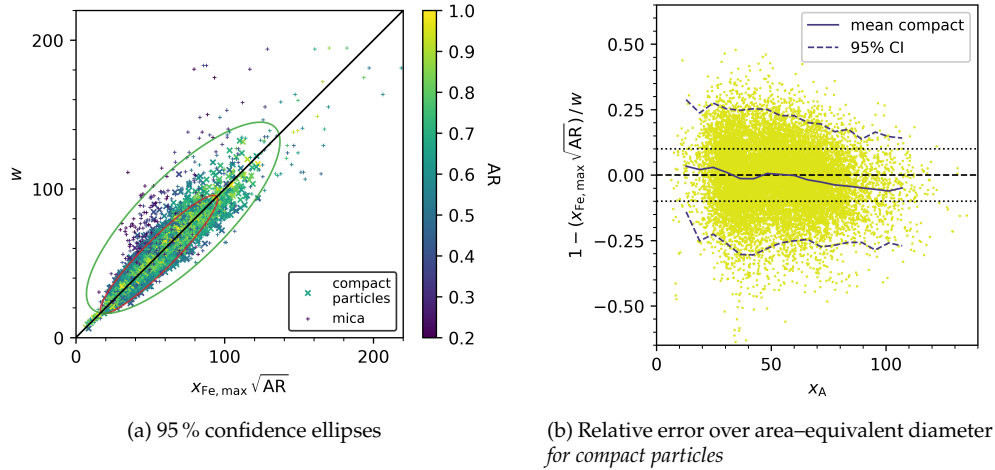 200
100
0
w
0
100
200
x_Fe, max √AR
compact
particles
mica
1.0
0.9
0.8
0.7
0.6
0.5
0.4
0.3
0.2
AR
(a) 95 % confidence ellipses
0.50
0.25
0.00
−0.25
−0.50
1 − (x_Fe, max √AR) / w
mean compact
95% CI
0
50
100
x_A
(b) Relative error over area–equivalent diameter
for compact particles